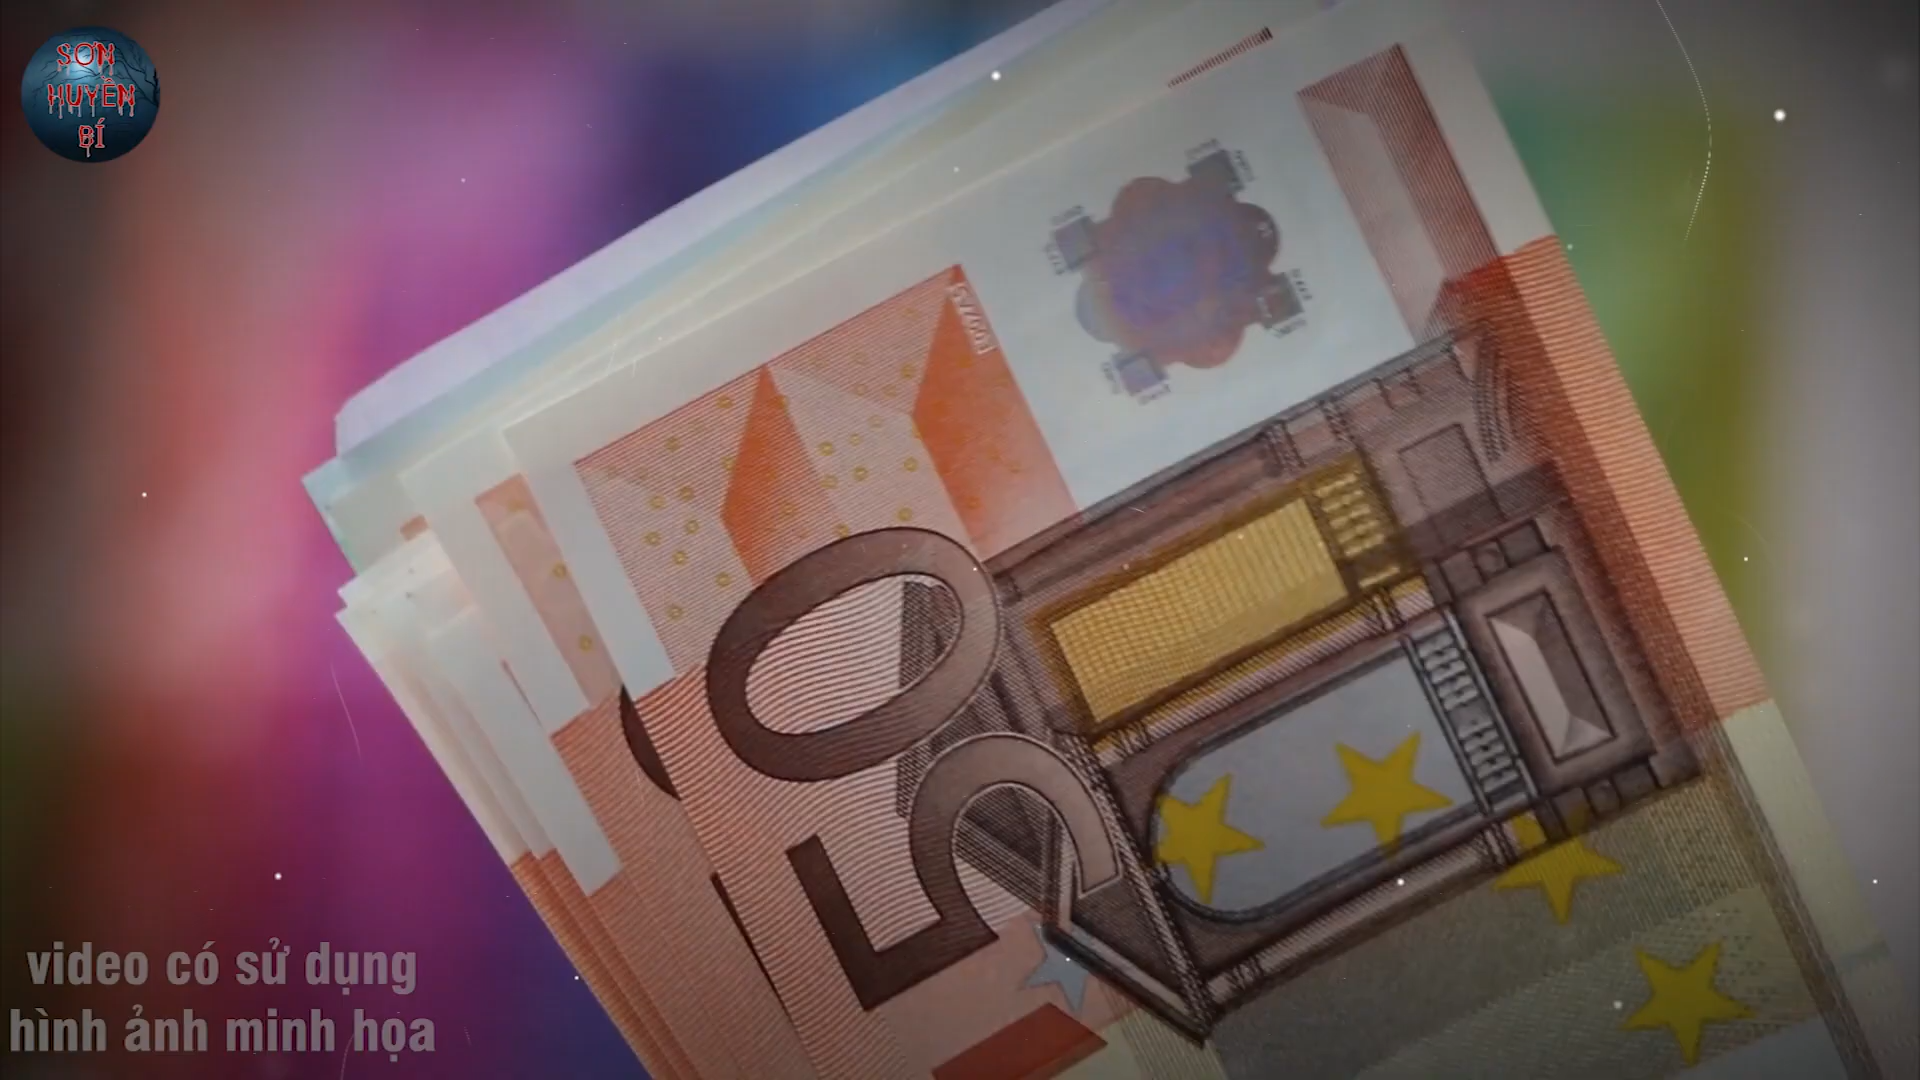 SƠN
HUYỀN
BÍ
50
video có sử dụng
hình ảnh minh họa